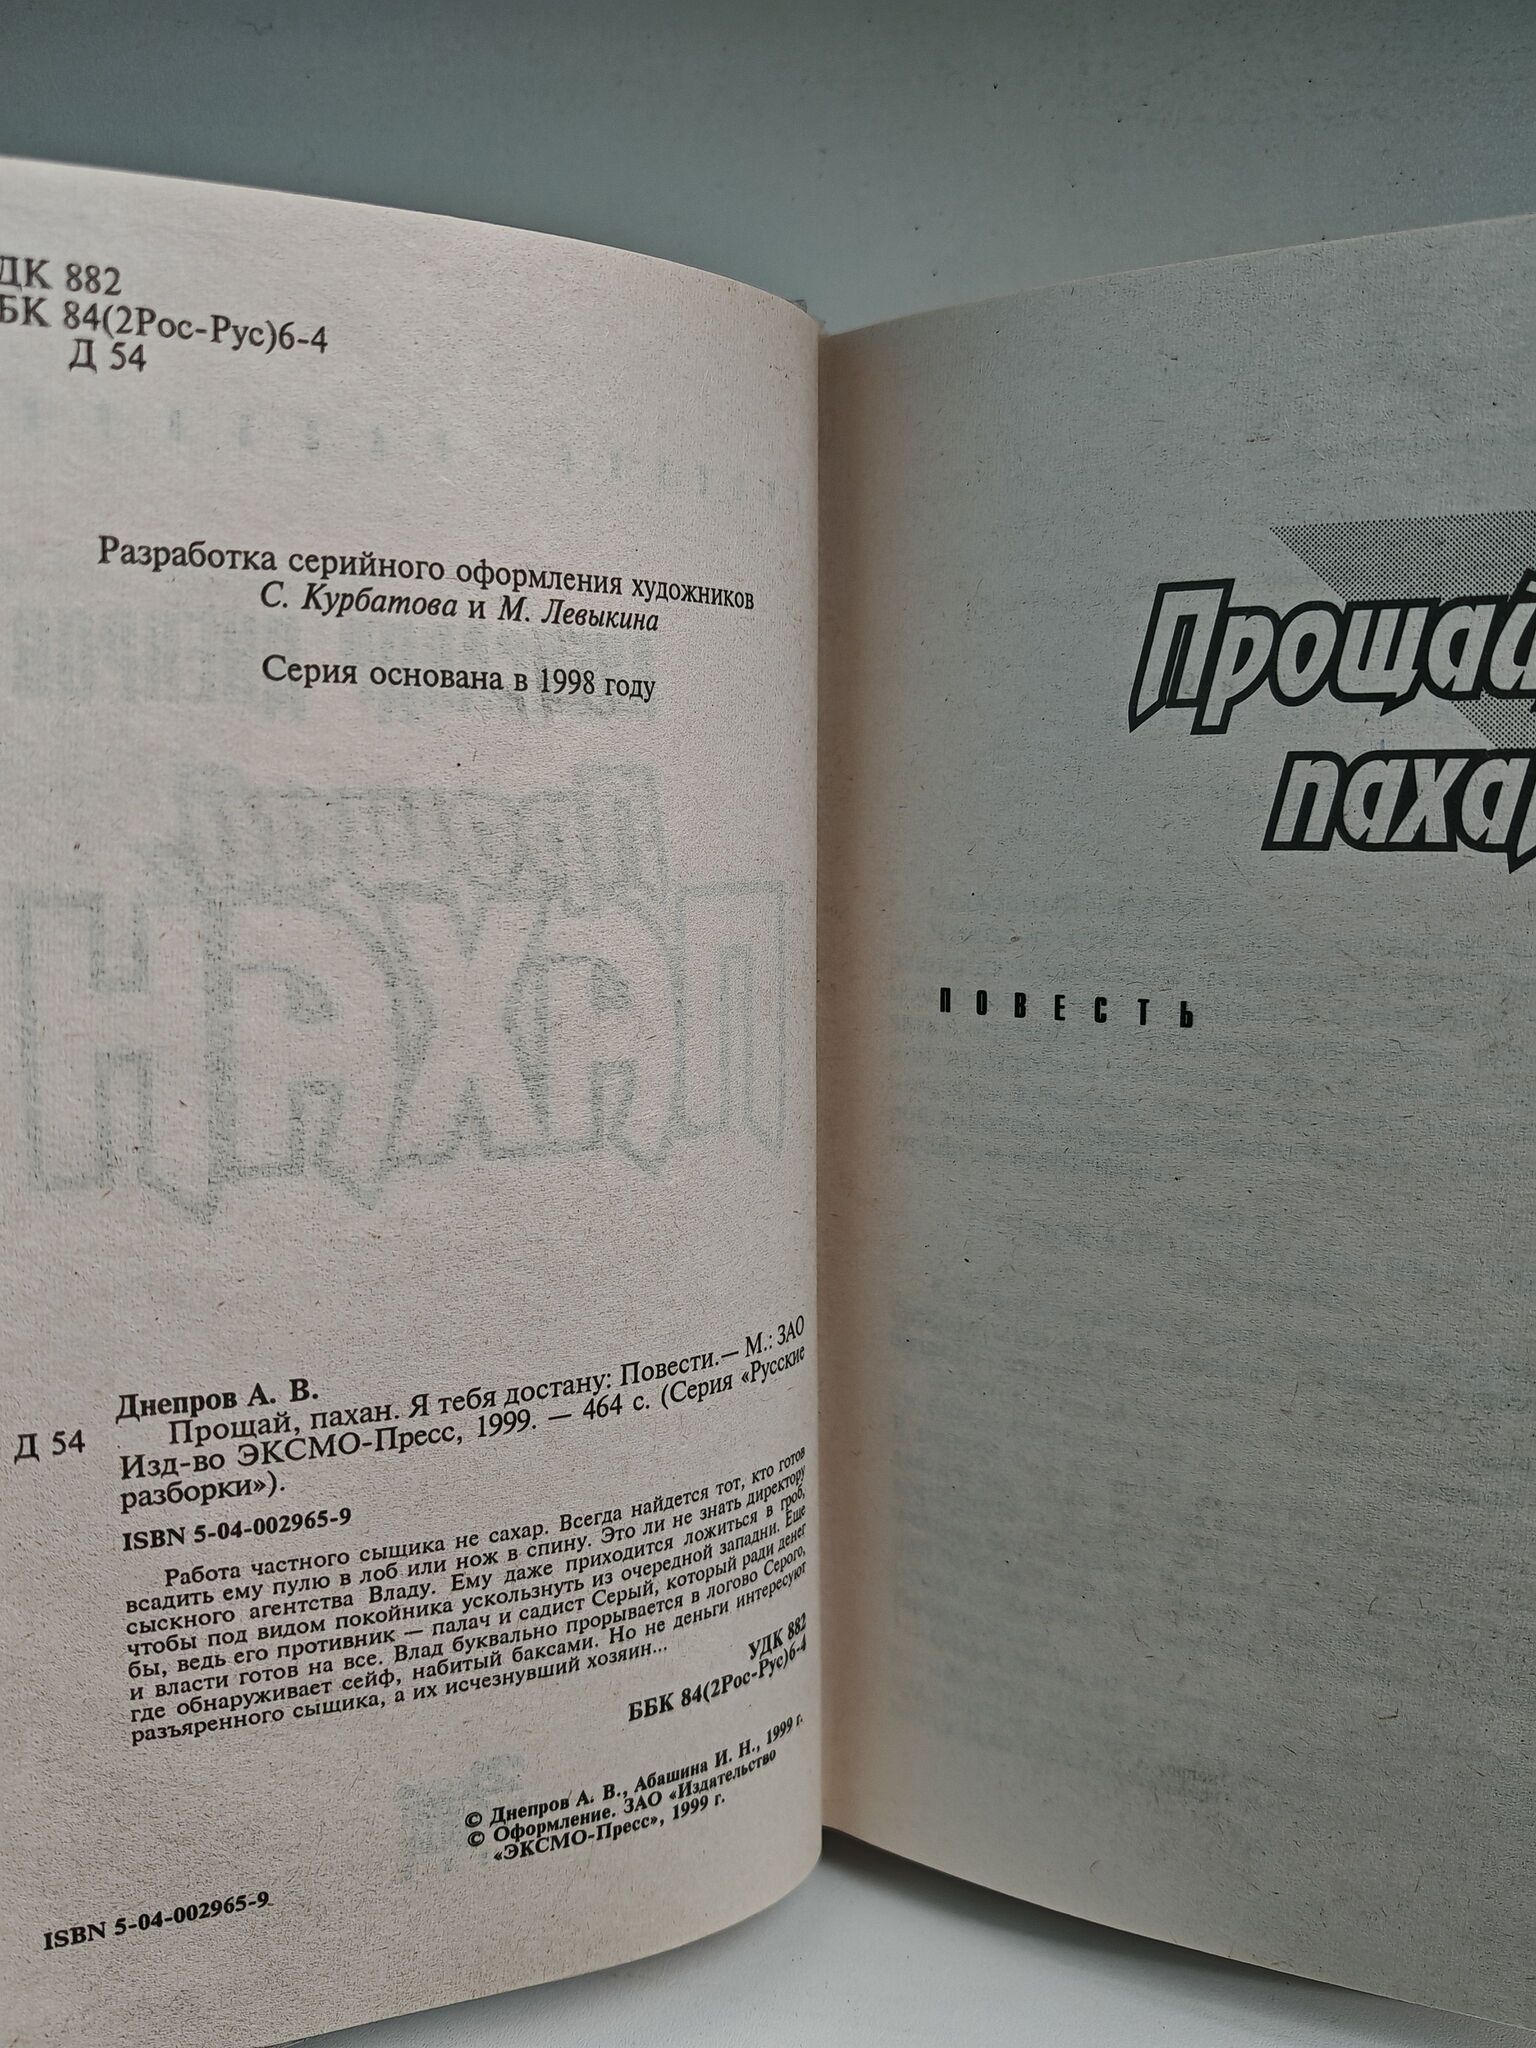 ДК 882
БК 84(2Рос-Рус)6-4
Д 54
Разработка серийного оформления художников
С. Курбатова и М. Левыкина
Серия основана в 1998 году
Днепров А. В.
Д 54 Прощай, пахан. Я тебя достану: Повести.— М.: ЗАО
Изд-во ЭКСМО-Пресс, 1999. — 464 с. (Серия «Русские
разборки»).
ISBN 5-04-002965-9
Работа частного сыщика не сахар. Всегда найдется тот, кто готов
всадить ему пулю в лоб или нож в спину. Это ли не знать директору
сыскного агентства Владу. Ему даже приходится ложиться в гроб,
чтобы под видом покойника ускользнуть из очередной западни. Еще
бы, ведь его противник — палач и садист Серый, который ради денег
и власти готов на все. Влад буквально прорывается в логово Серого,
где обнаруживает сейф, набитый баксами. Но не деньги интересуют
разъяренного сыщика, а их исчезнувший хозяин...
УДК 882
ББК 84(2Рос-Рус)6-4
© Днепров А. В., Абашина И. Н., 1999 г.
© Оформление. ЗАО «Издательство
«ЭКСМО-Пресс», 1999 г.
ISBN 5-04-002965-9
Прощай
паха
ПОВЕСТЬ